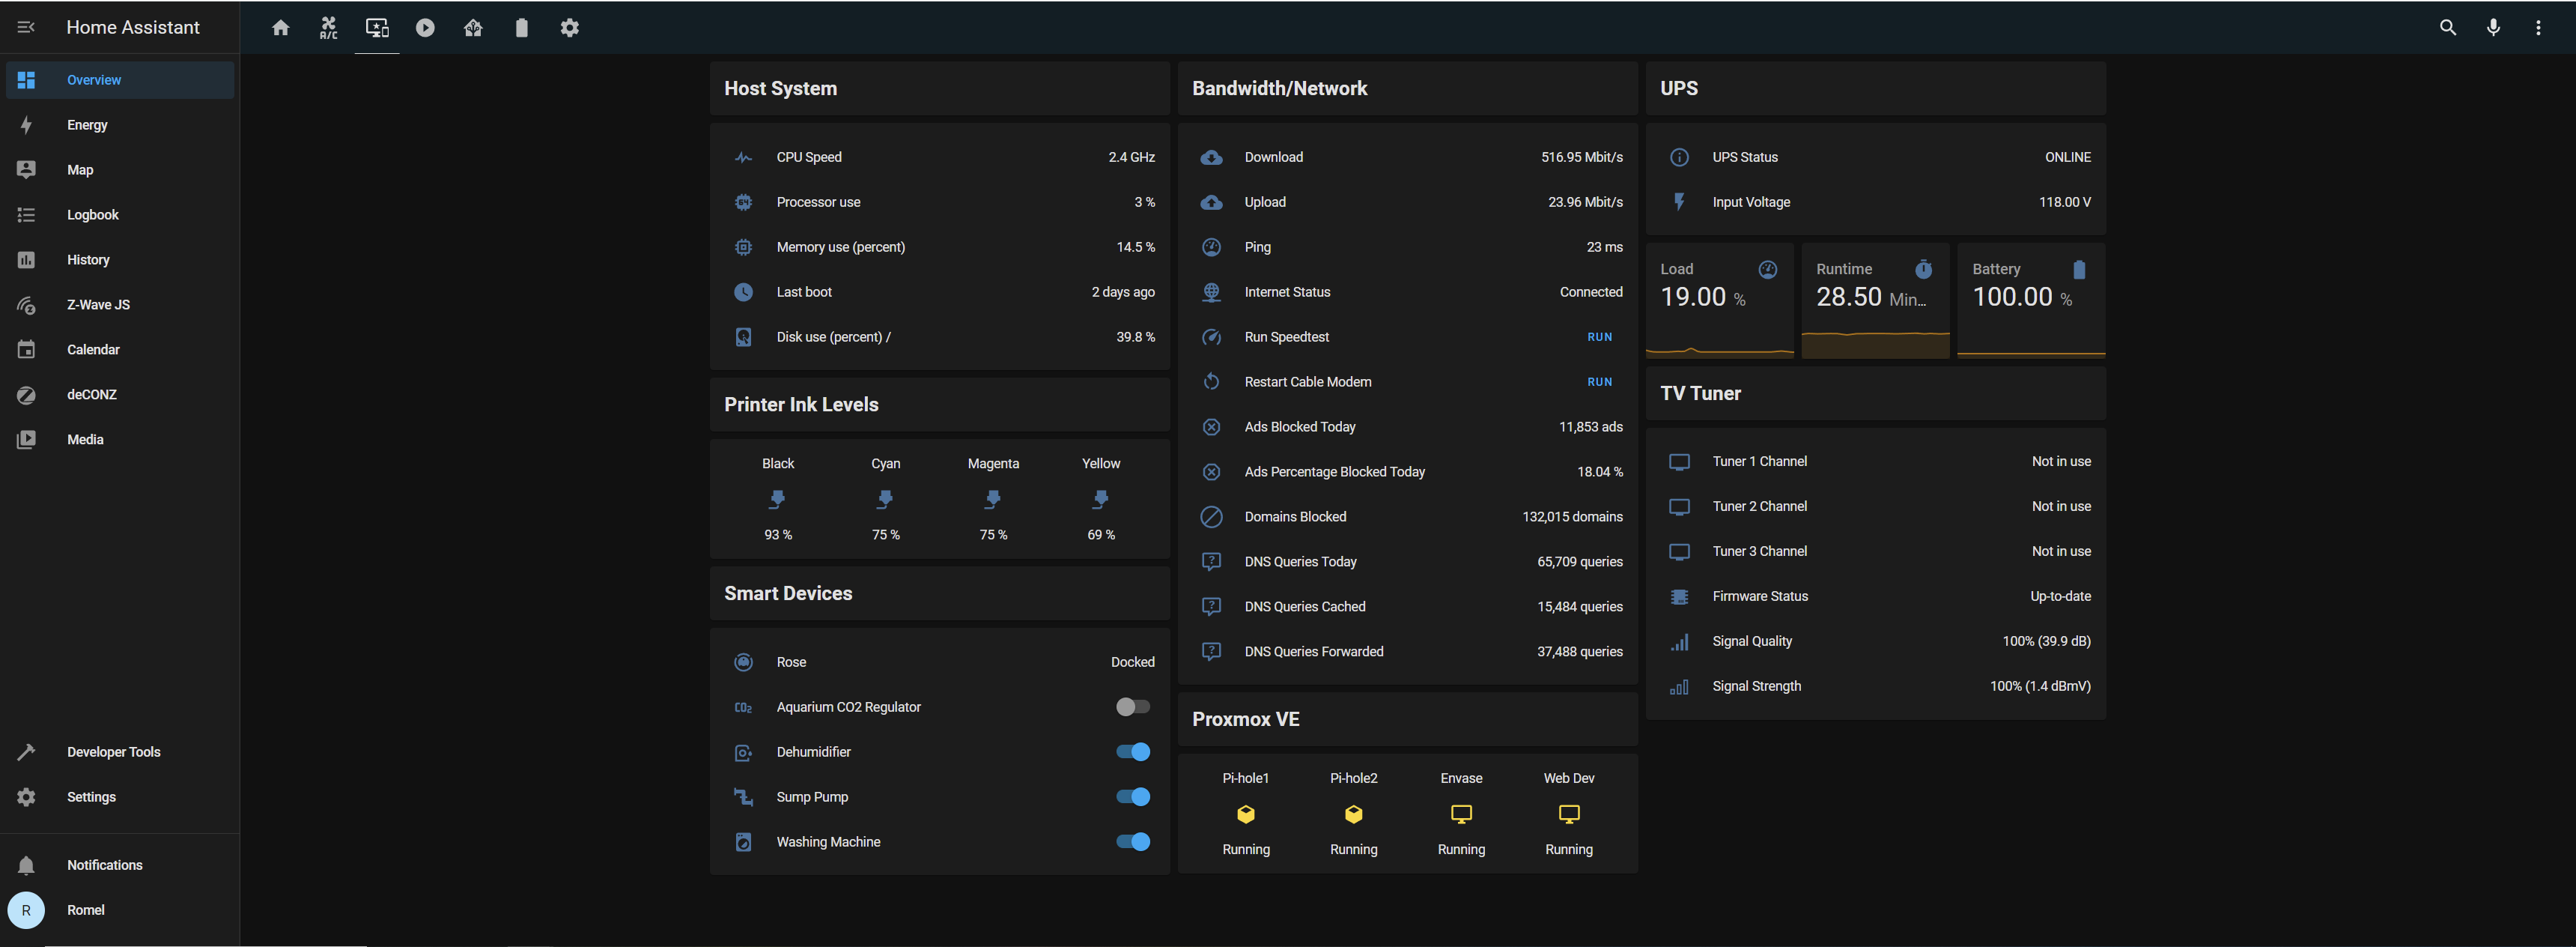 Home Assistant
A/C
Overview
Energy
Map
Logbook
History
Z-Wave JS
Calendar
deCONZ
Media
Developer Tools
Settings
Notifications
R Romel
Host System
CPU Speed 2.4 GHz
64 Processor use 3 %
Memory use (percent) 14.5 %
Last boot 2 days ago
Disk use (percent) / 39.8 %
Printer Ink Levels
Black Cyan Magenta Yellow
93 % 75 % 75 % 69 %
Smart Devices
Rose Docked
CO2 Aquarium CO2 Regulator
Dehumidifier
Sump Pump
Washing Machine
Bandwidth/Network
Download 516.95 Mbit/s
Upload 23.96 Mbit/s
Ping 23 ms
Internet Status Connected
Run Speedtest RUN
Restart Cable Modem RUN
Ads Blocked Today 11,853 ads
Ads Percentage Blocked Today 18.04 %
Domains Blocked 132,015 domains
? DNS Queries Today 65,709 queries
? DNS Queries Cached 15,484 queries
? DNS Queries Forwarded 37,488 queries
Proxmox VE
Pi-hole1 Pi-hole2 Envase Web Dev
Running Running Running Running
UPS
UPS Status ONLINE
Input Voltage 118.00 V
Load Runtime Battery
19.00 % 28.50 Min... 100.00 %
TV Tuner
Tuner 1 Channel Not in use
Tuner 2 Channel Not in use
Tuner 3 Channel Not in use
Firmware Status Up-to-date
Signal Quality 100% (39.9 dB)
Signal Strength 100% (1.4 dBmV)